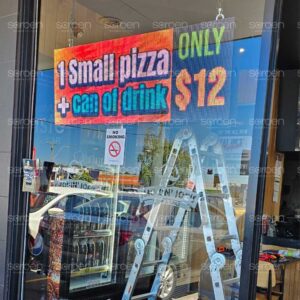 1 small pizza
+ can of drink
ONLY
$12
NO
SMOKING